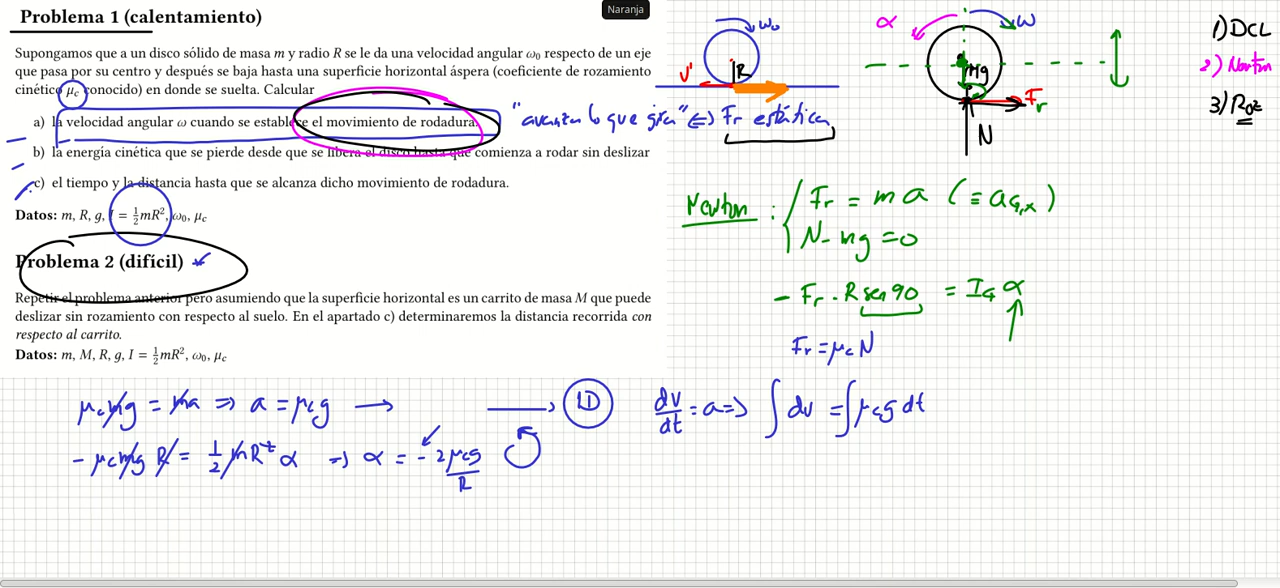 Problema 1 (calentamiento)
Naranja
Supongamos que a un disco sólido de masa m y radio R se le da una velocidad angular ω₀ respecto de un eje
que pasa por su centro y después se baja hasta una superficie horizontal áspera (coeficiente de rozamiento
cinético μc conocido) en donde se suelta. Calcular
a) la velocidad angular ω cuando se establece el movimiento de rodadura.
b) la energía cinética que se pierde desde que se libera el disco hasta que comienza a rodar sin deslizar
c) el tiempo y la distancia hasta que se alcanza dicho movimiento de rodadura.
Datos: m, R, g, I = ½mR², ω₀, μc
Problema 2 (difícil)
Repetir el problema anterior pero asumiendo que la superficie horizontal es un carrito de masa M que puede
deslizar sin rozamiento con respecto al suelo. En el apartado c) determinaremos la distancia recorrida con
respecto al carrito.
Datos: m, M, R, g, I = ½mR², ω₀, μc
ω₀
R
"avanza lo que gira" ⇔ Fr estática
α
ω
Mg
Fr
N
1) DCL
2) Newton
3)
Newton : Fr = m a ( ≡ aG,x )
N - mg = 0
- Fr · R sen 90 = IG α
Fr = μc N
μc mg = ma ⇒ a = μc g →
→ LD
dv/dt = a ⇒ ∫ dv = ∫ μc g dt
- μc mg R = 1/2 m R² α ⇒ α = - 2 μc g / R